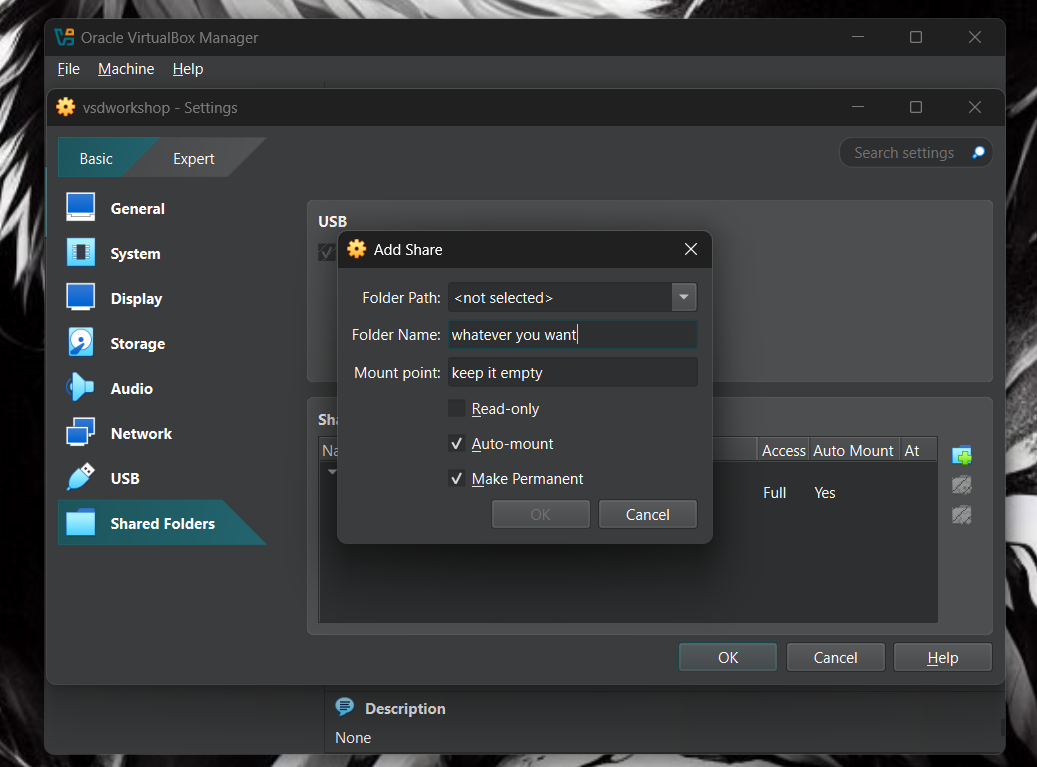 Oracle VirtualBox Manager
File Machine Help
vsdworkshop - Settings
Basic Expert
Search settings
General
System
Display
Storage
Audio
Network
USB
Shared Folders
USB
Add Share
Folder Path: <not selected>
Folder Name: whatever you want
Mount point: keep it empty
Read-only
Auto-mount
Make Permanent
OK Cancel
Sha
Na Access Auto Mount At
Full Yes
OK Cancel Help
Description
None